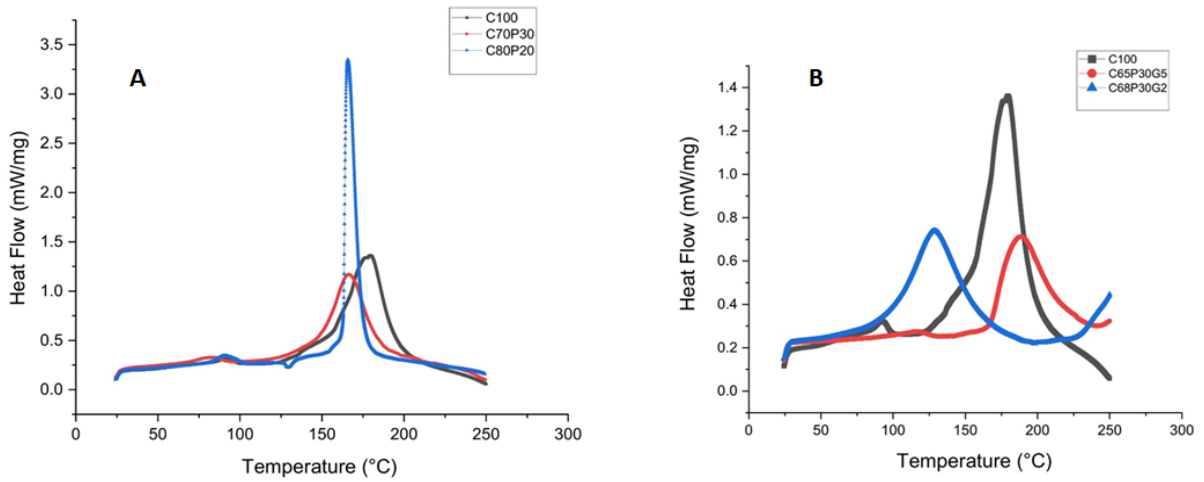 A
C100
C70P30
C80P20
Heat Flow (mW/mg)
3.5
3.0
2.5
2.0
1.5
1.0
0.5
0.0
0
50
100
150
200
250
300
Temperature (°C)
B
C100
C65P30G5
C68P30G2
Heat Flow (mW/mg)
1.4
1.2
1.0
0.8
0.6
0.4
0.2
0.0
0
50
100
150
200
250
300
Temperature (°C)